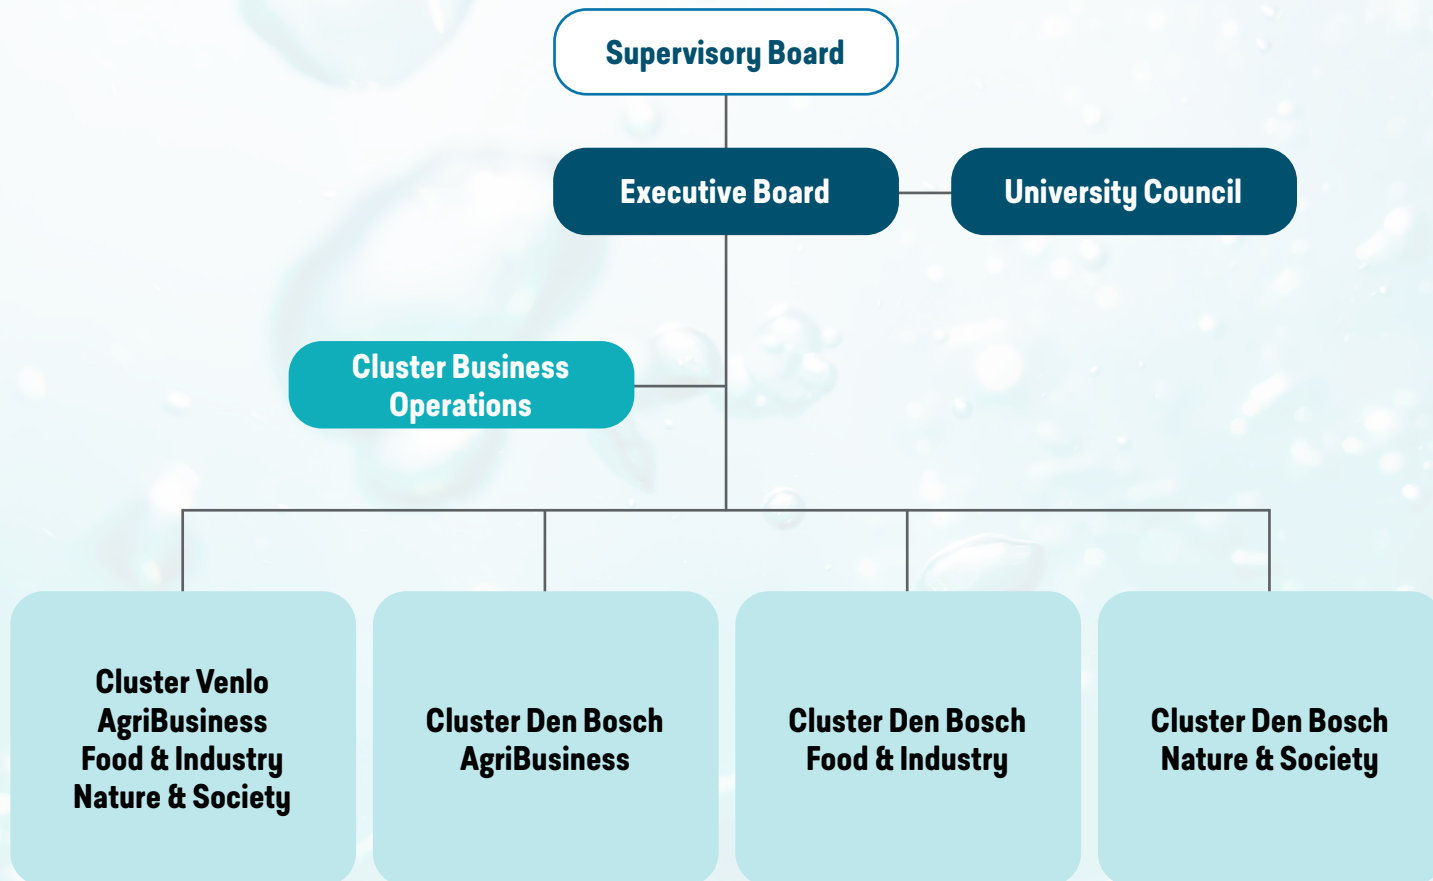 Supervisory Board
Executive Board
University Council
Cluster Business
Operations
Cluster Venlo
AgriBusiness
Food & Industry
Nature & Society
Cluster Den Bosch
AgriBusiness
Cluster Den Bosch
Food & Industry
Cluster Den Bosch
Nature & Society